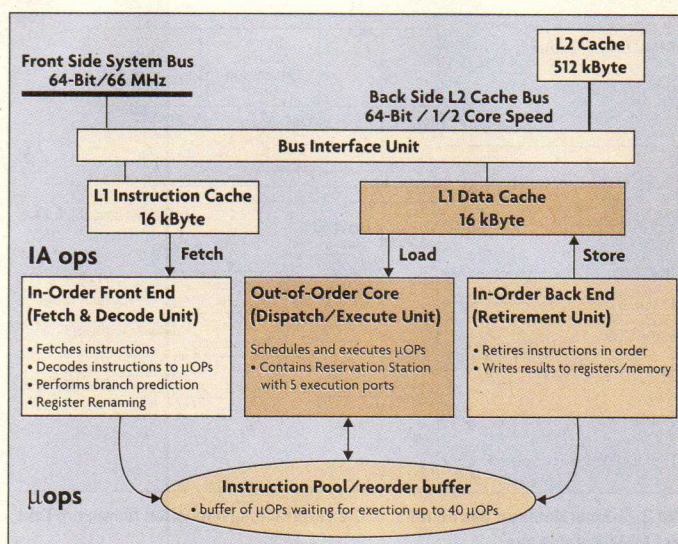 L2 Cache
512 kByte
Front Side System Bus
64-Bit/66 MHz
Back Side L2 Cache Bus
64-Bit / 1/2 Core Speed
Bus Interface Unit
L1 Instruction Cache
16 kByte
L1 Data Cache
16 kByte
IA ops
Fetch
Load
Store
In-Order Front End
(Fetch & Decode Unit)
• Fetches instructions
• Decodes instructions to µOPs
• Performs branch prediction
• Register Renaming
Out-of-Order Core
(Dispatch/Execute Unit)
Schedules and executes µOPs
• Contains Reservation Station
with 5 execution ports
In-Order Back End
(Retirement Unit)
• Retires instructions in order
• Writes results to registers/memory
µops
Instruction Pool/reorder buffer
• buffer of µOPs waiting for exection up to 40 µOPs